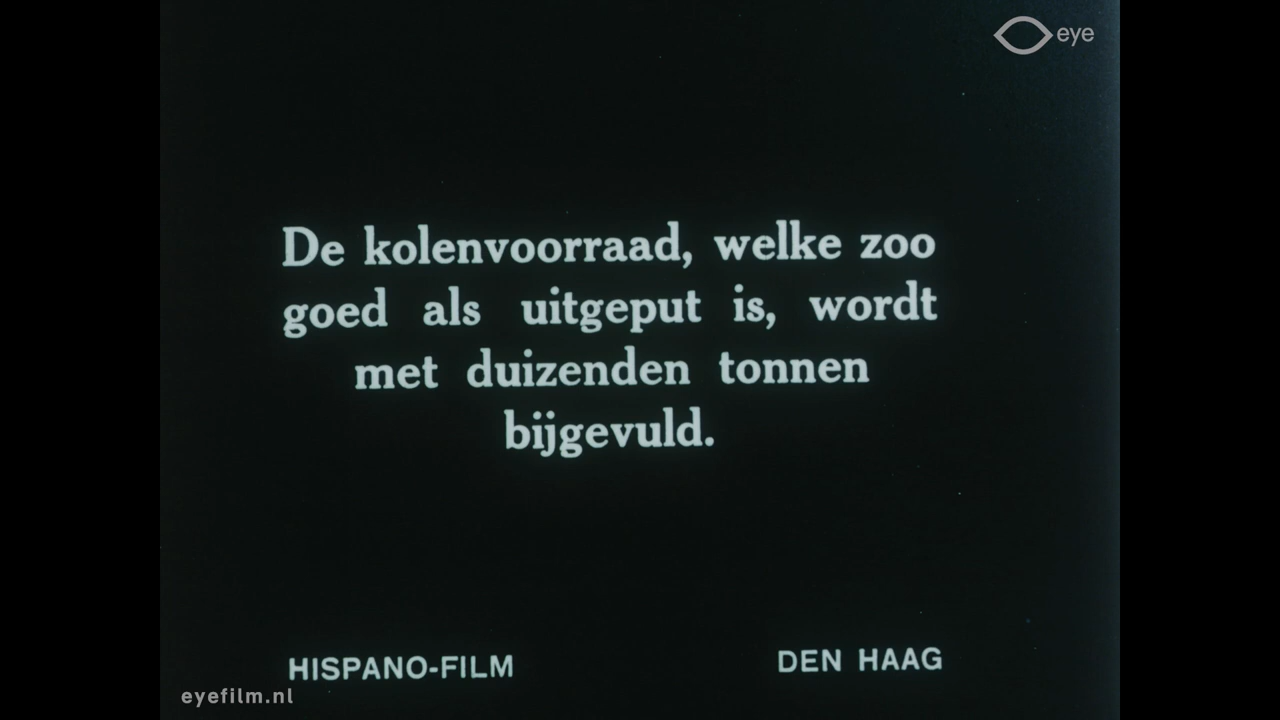 eye
De kolenvoorraad, welke zoo
goed als uitgeput is, wordt
met duizenden tonnen
bijgevuld.
HISPANO-FILM DEN HAAG
eyefilm.nl